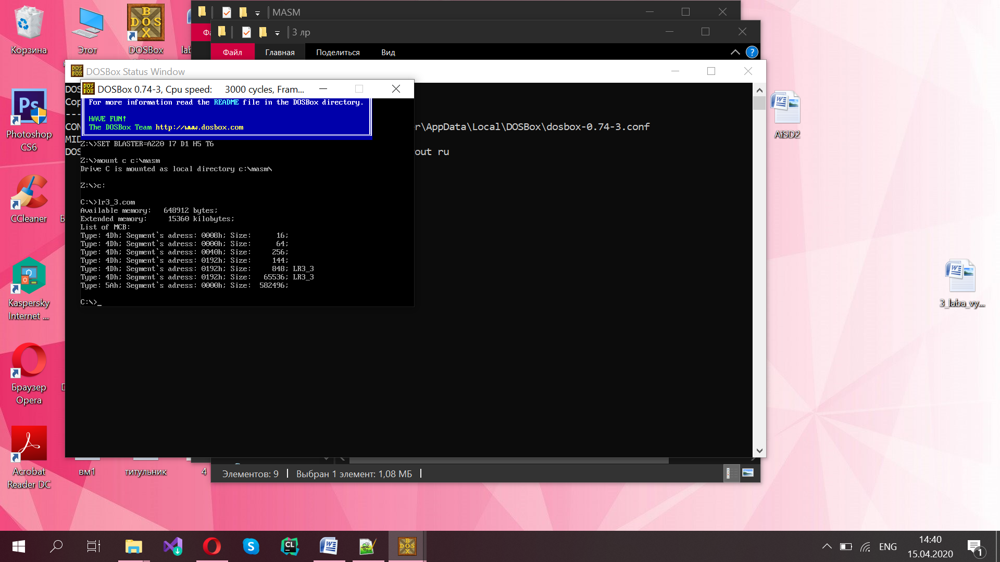 MASM
Фа
3 лр
Файл Главная Поделиться Вид
DOSBox Status Window
DOSBox 0.74-3, Cpu speed: 3000 cycles, Fram...
For more information read the README file in the DOSBox directory.
HAVE FUN!
The DOSBox Team http://www.dosbox.com
Z:\>SET BLASTER=A220 I7 D1 H5 T6
Z:\>mount c c:\masm
Drive C is mounted as local directory c:\masm\
Z:\>c:
C:\>lr3_3.com
Available memory: 648912 bytes;
Extended memory: 15360 kilobytes;
List of MCB:
Type: 4Dh; Segment`s adress: 0008h; Size: 16;
Type: 4Dh; Segment`s adress: 0000h; Size: 64;
Type: 4Dh; Segment`s adress: 0040h; Size: 256;
Type: 4Dh; Segment`s adress: 0192h; Size: 144;
Type: 4Dh; Segment`s adress: 0192h; Size: 848; LR3_3
Type: 4Dh; Segment`s adress: 0192h; Size: 65536; LR3_3
Type: 5Ah; Segment`s adress: 0000h; Size: 582496;
C:\>_
DOS
Cop
---
CON
r\AppData\Local\DOSBox\dosbox-0.74-3.conf
MID
DOS
out ru
Элементов: 9
Выбран 1 элемент: 1,08 МБ
Корзина
Этот
DOSBox
lab
Photoshop
CS6
CCleaner
Kaspersky
Internet ...
Браузер
Opera
Acrobat
Reader DC
вм1
титульник
4
AiSD2
3_laba_vy...
ENG
14:40
15.04.2020
1